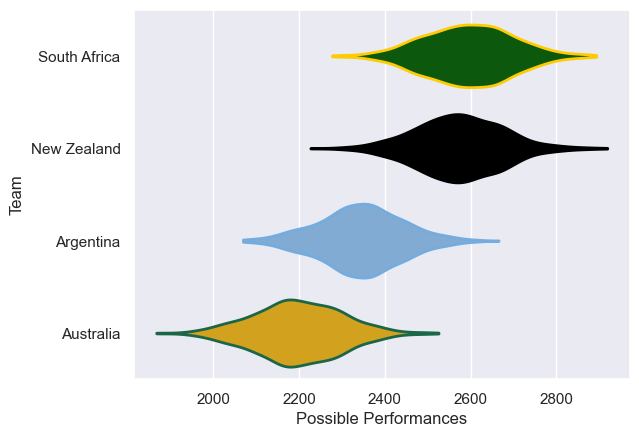 South Africa
New Zealand
Argentina
Australia
Team
2000 2200 2400 2600 2800
Possible Performances